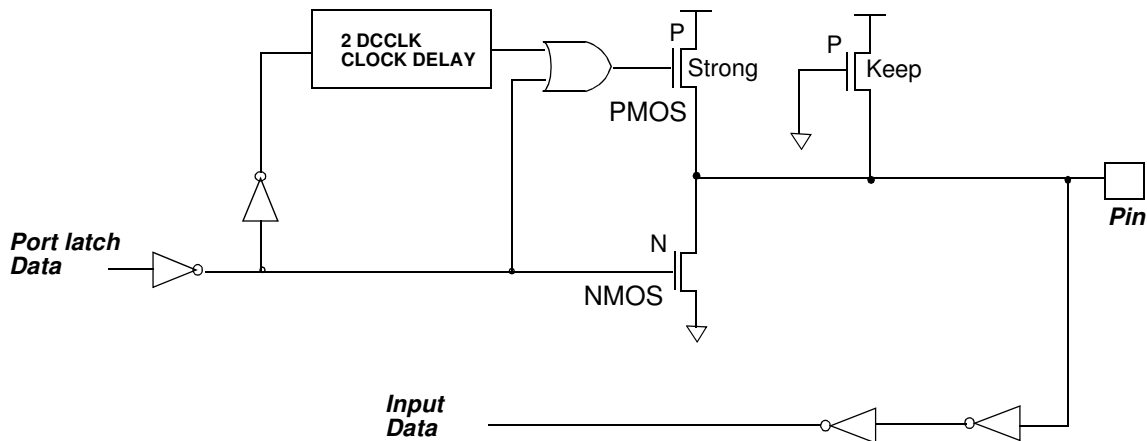 2 DCCLK
CLOCK DELAY
P
Strong
PMOS
P
Keep
Pin
Port latch
Data
N
NMOS
Input
Data